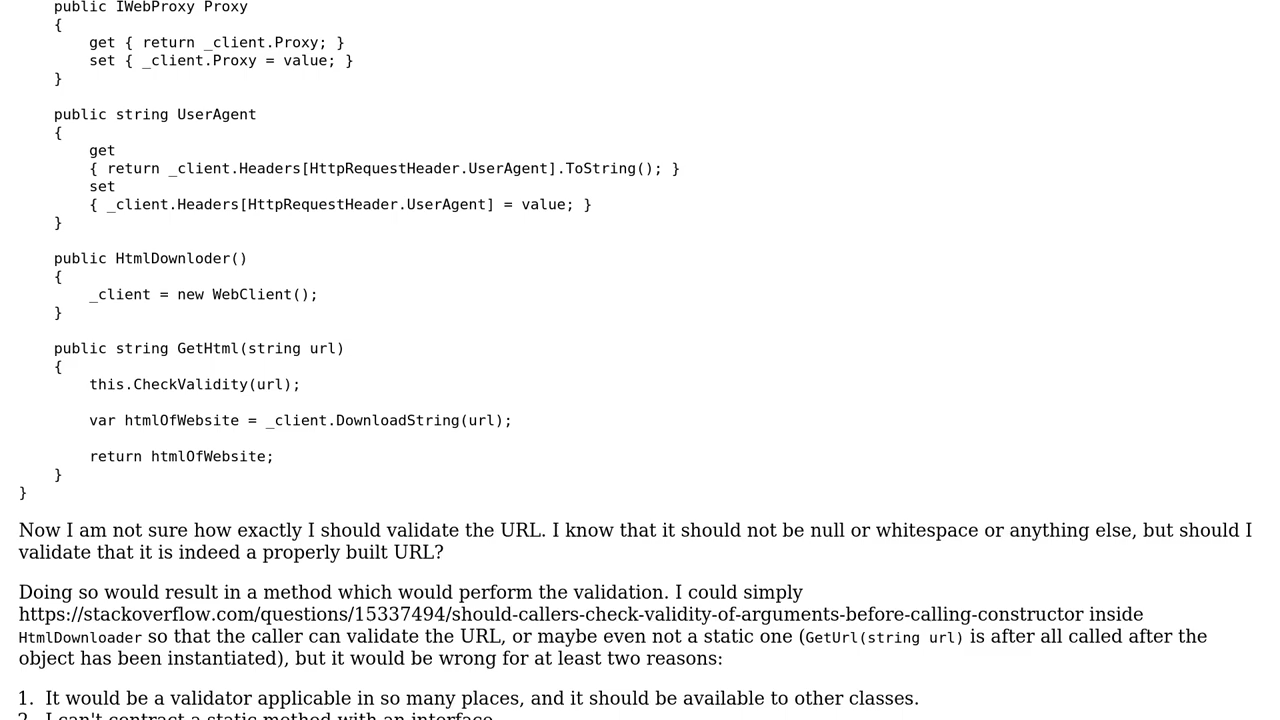 public IWebProxy Proxy
{
get { return _client.Proxy; }
set { _client.Proxy = value; }
}
public string UserAgent
{
get
{ return _client.Headers[HttpRequestHeader.UserAgent].ToString(); }
set
{ _client.Headers[HttpRequestHeader.UserAgent] = value; }
}
public HtmlDownloder()
{
_client = new WebClient();
}
public string GetHtml(string url)
{
this.CheckValidity(url);
var htmlOfWebsite = _client.DownloadString(url);
return htmlOfWebsite;
}
}
Now I am not sure how exactly I should validate the URL. I know that it should not be null or whitespace or anything else, but should I
validate that it is indeed a properly built URL?
Doing so would result in a method which would perform the validation. I could simply
https://stackoverflow.com/questions/15337494/should-callers-check-validity-of-arguments-before-calling-constructor inside
HtmlDownloader so that the caller can validate the URL, or maybe even not a static one (GetUrl(string url) is after all called after the
object has been instantiated), but it would be wrong for at least two reasons:
1. It would be a validator applicable in so many places, and it should be available to other classes.
2. I can't contract a static method with an interface.